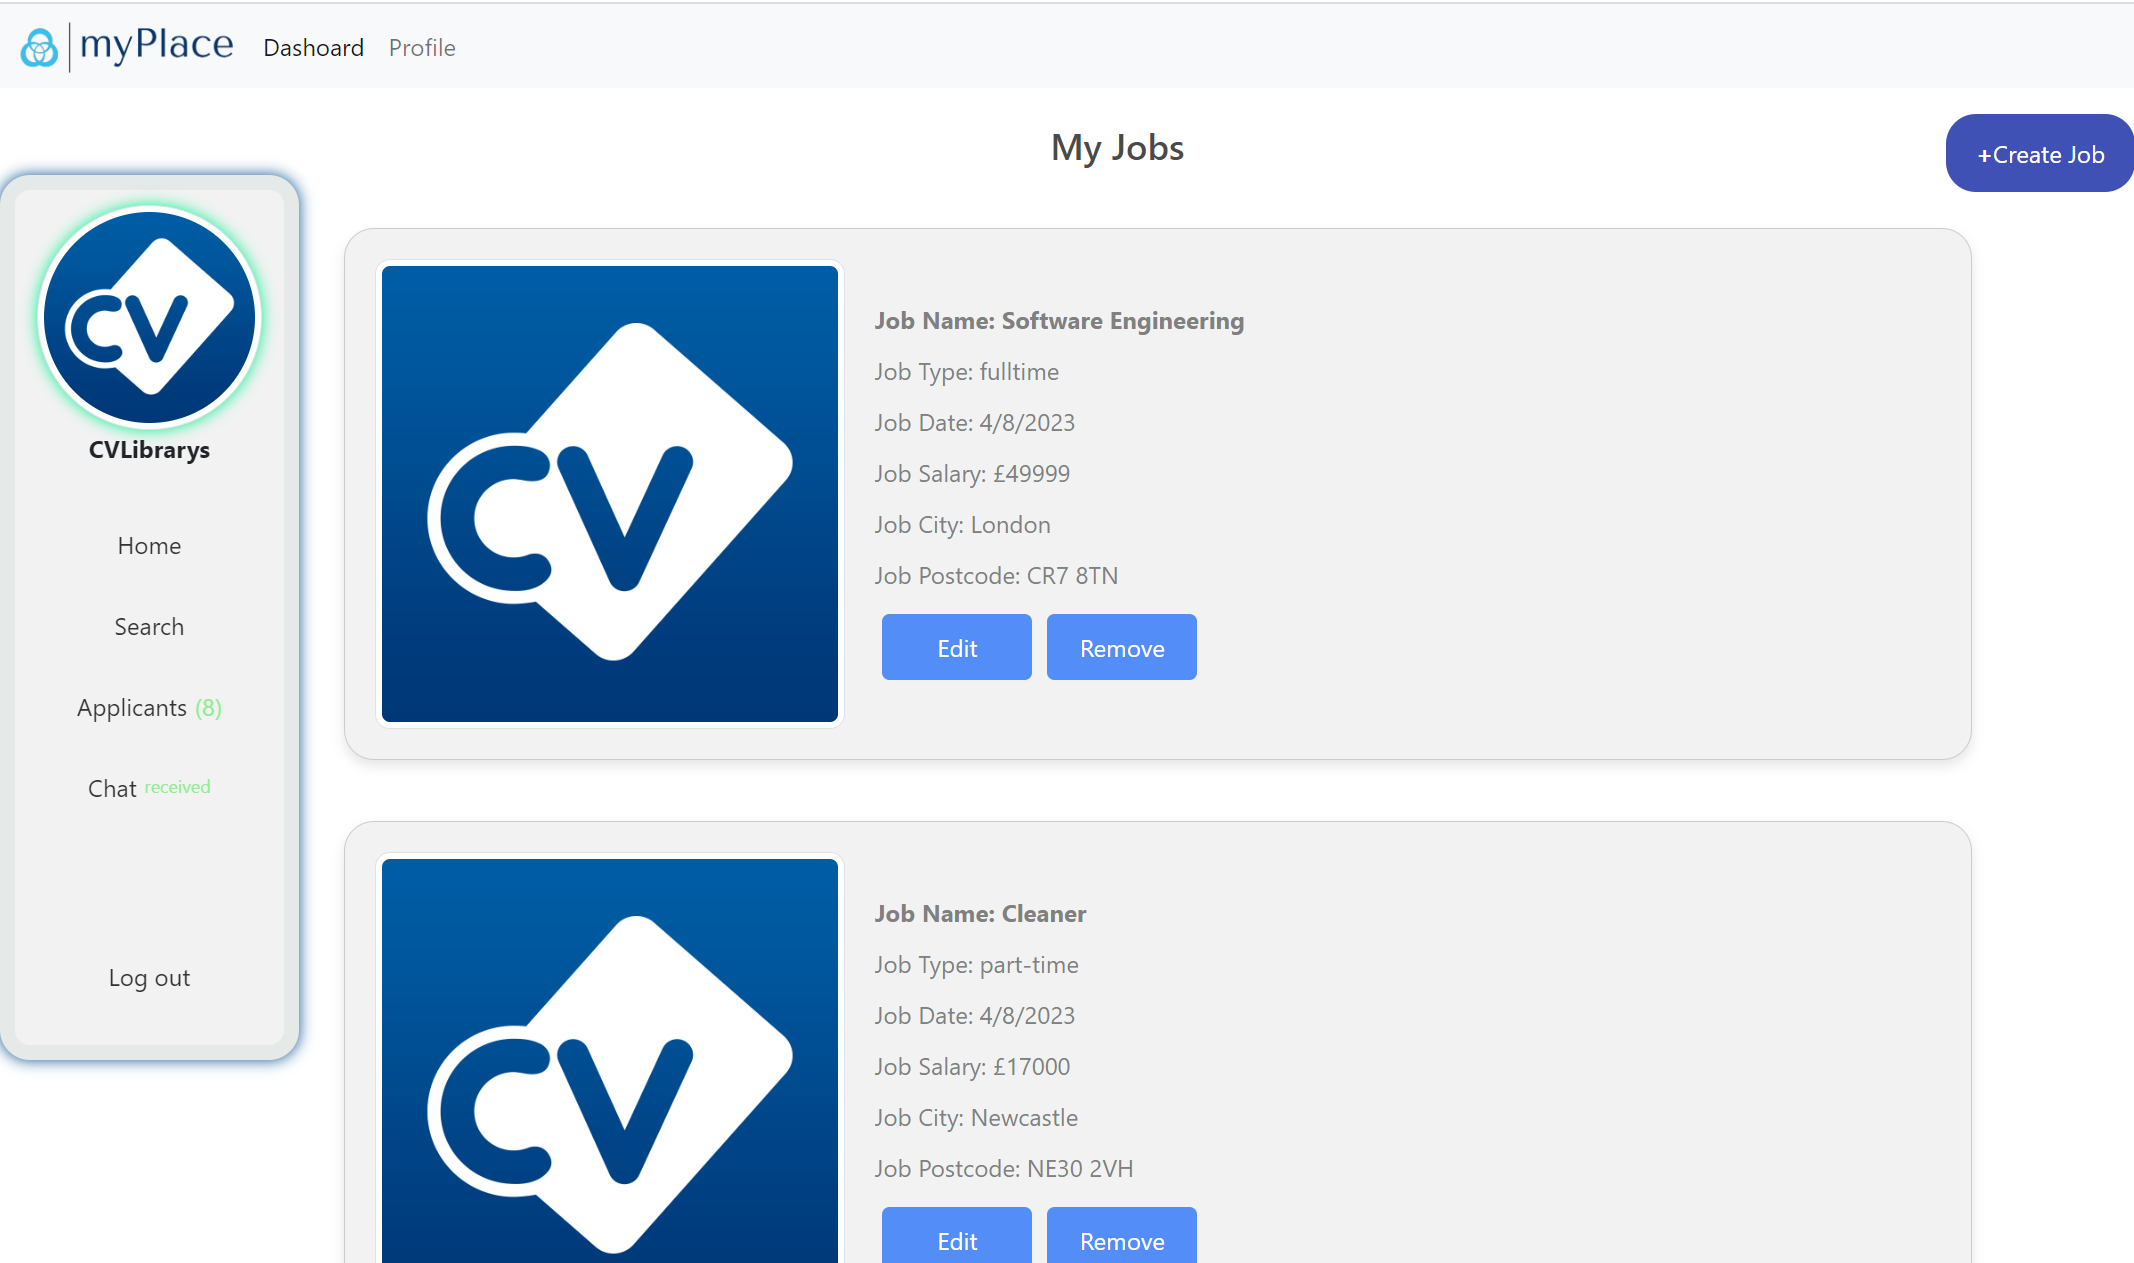 myPlace Dashoard Profile
My Jobs
+Create Job
CV
CVLibrarys
Home
Search
Applicants (8)
Chat received
Log out
CV
Job Name: Software Engineering
Job Type: fulltime
Job Date: 4/8/2023
Job Salary: £49999
Job City: London
Job Postcode: CR7 8TN
Edit Remove
CV
Job Name: Cleaner
Job Type: part-time
Job Date: 4/8/2023
Job Salary: £17000
Job City: Newcastle
Job Postcode: NE30 2VH
Edit Remove